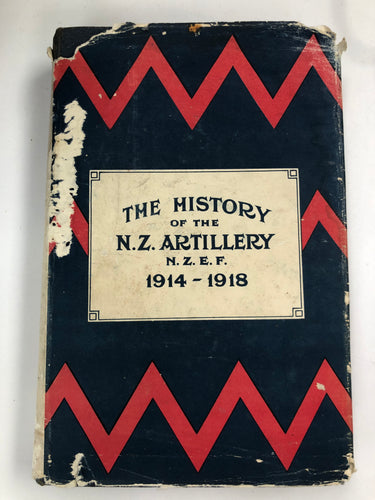 THE HISTORY
OF THE
N.Z. ARTILLERY
N.Z.E.F.
1914 - 1918